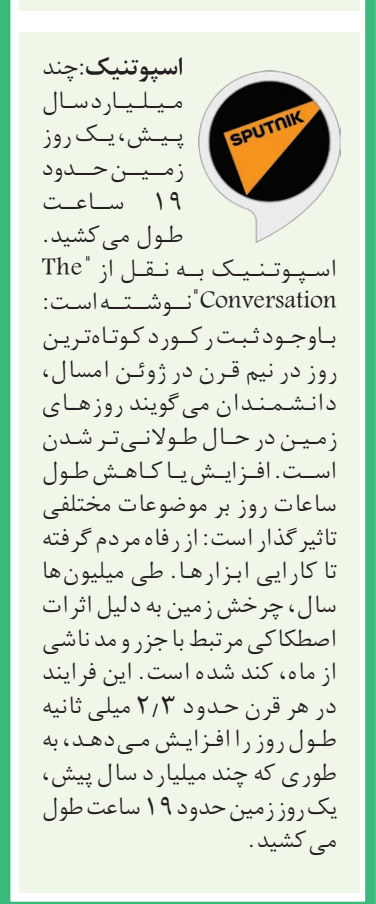 اسپوتنیک: چند
میلیارد سال
پیش، یک روز
زمین حدود
۱۹ ساعت
طول می‌کشید.
SPUTNIK
اسپوتنیک به نقل از "The
Conversation" نوشته است:
باوجود ثبت رکورد کوتاه‌ترین
روز در نیم قرن در ژوئن امسال،
دانشمندان می‌گویند روزهای
زمین در حال طولانی‌تر شدن
است. افزایش یا کاهش طول
ساعات روز بر موضوعات مختلفی
تاثیرگذار است: از رفاه مردم گرفته
تا کارایی ابزارها. طی میلیون‌ها
سال، چرخش زمین به دلیل اثرات
اصطکاکی مرتبط با جزر و مد ناشی
از ماه، کند شده است. این فرایند
در هر قرن حدود ۲٫۳ میلی ثانیه
طول روز را افزایش می‌دهد، به
طوری که چند میلیارد سال پیش،
یک روز زمین حدود ۱۹ ساعت طول
می‌کشید.